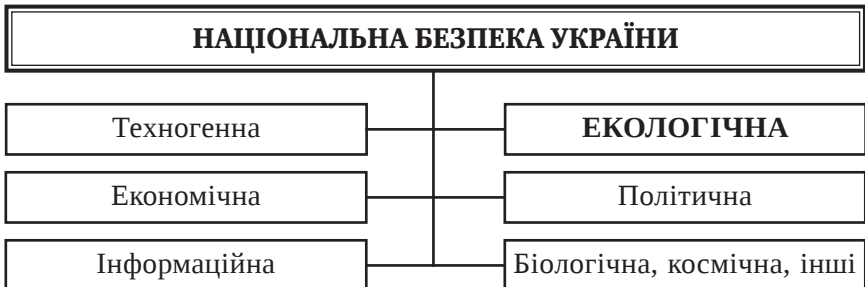 НАЦІОНАЛЬНА БЕЗПЕКА УКРАЇНИ
Техногенна
ЕКОЛОГІЧНА
Економічна
Політична
Інформаційна
Біологічна, космічна, інші